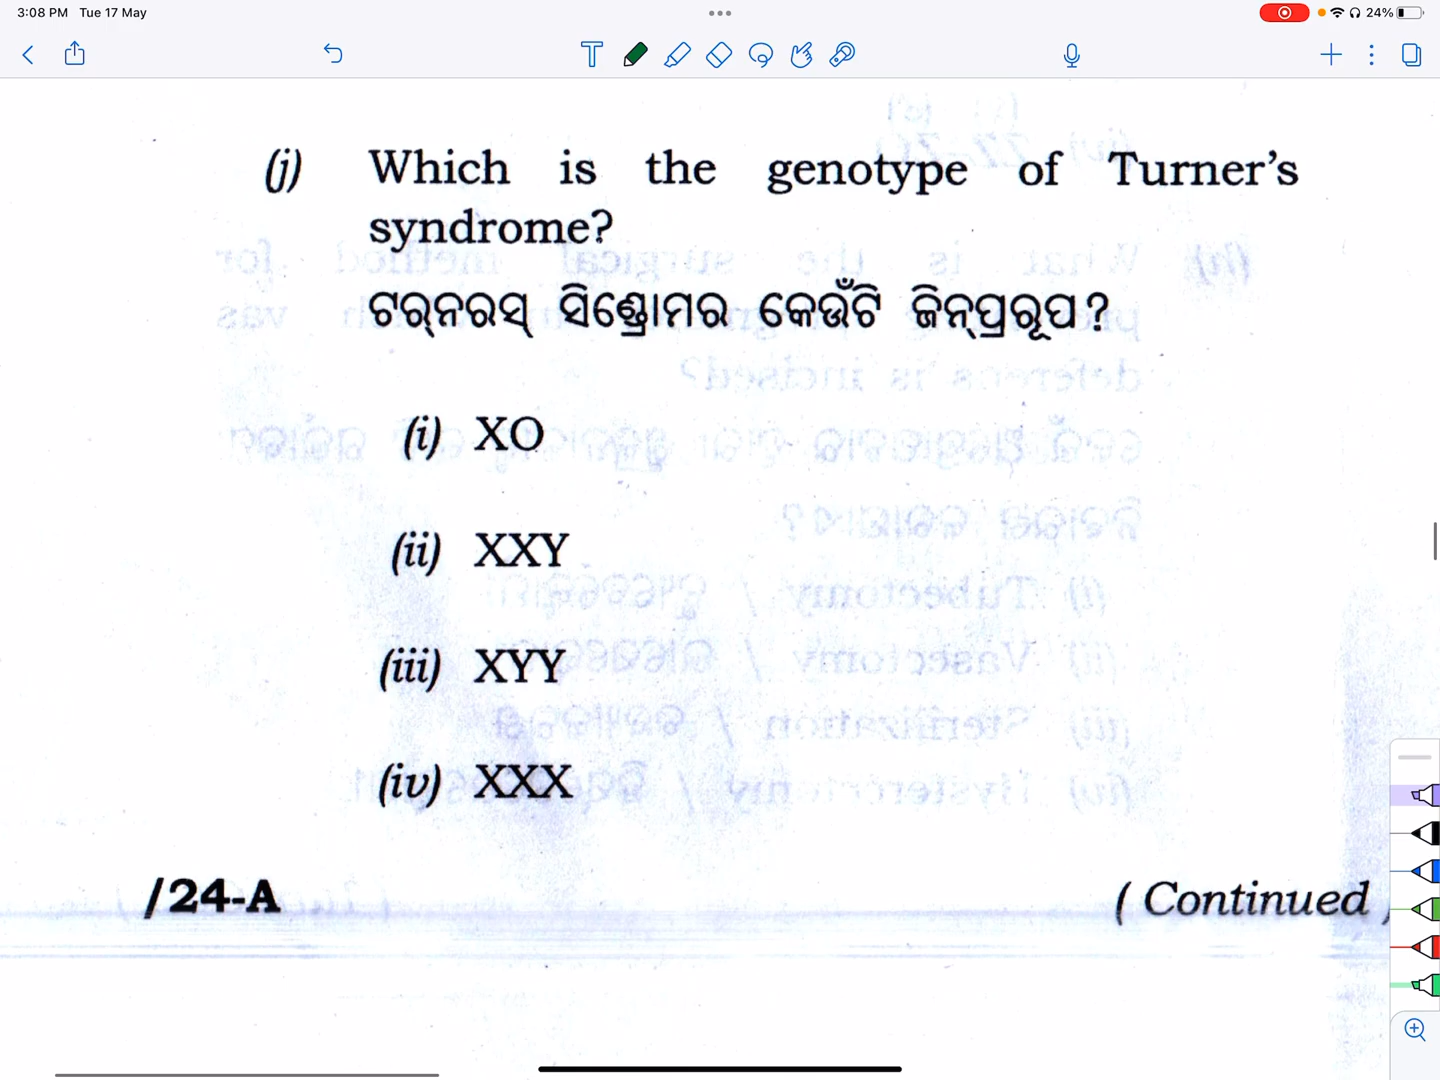 3:08 PM Tue 17 May
24%
(j) Which is the genotype of Turner's
syndrome?
ଟର୍‌ନରସ୍ ସିଣ୍ଡ୍ରୋମର କେଉଁଟି ଜିନ୍‌ପ୍ରରୂପ?
(i) XO
(ii) XXY
(iii) XYY
(iv) XXX
/24-A
( Continued )